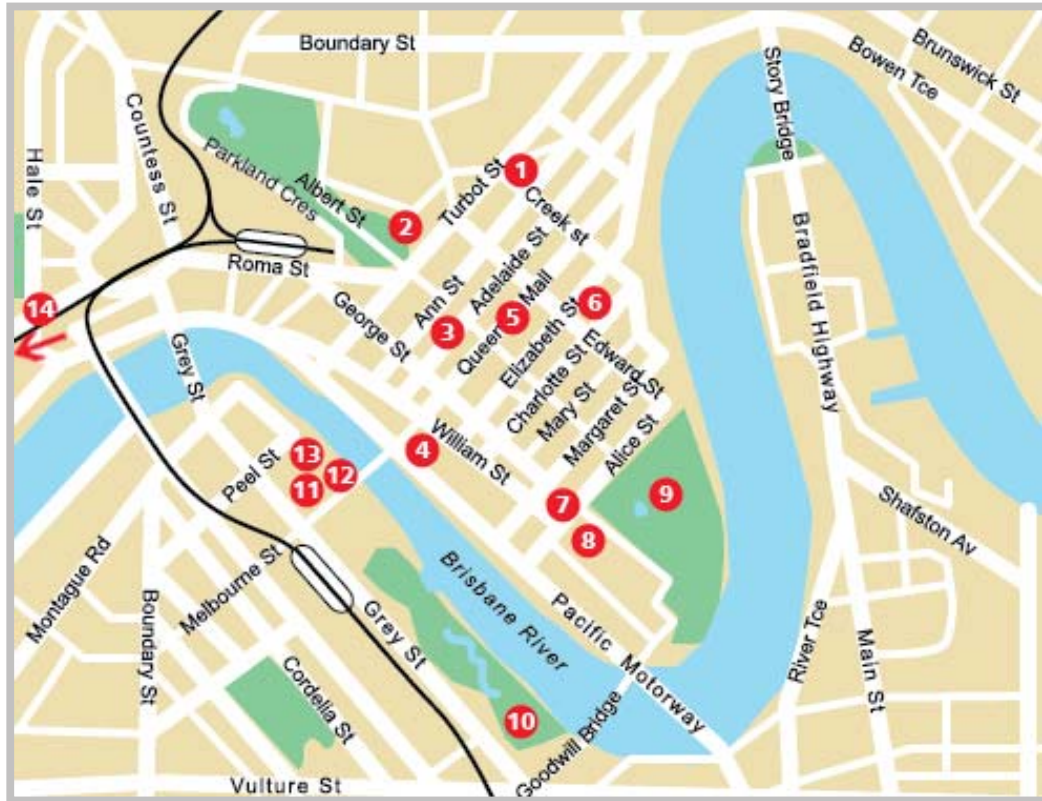 Boundary St
Story Bridge
Bowen Tce
Brunswick St
Hale St
Countess St
Parkland Cres
Albert St
Turbot St
1
Creek st
2
Roma St
George St
Ann St
Adelaide St
3
Queen
5
Mall
Elizabeth St
6
Edward St
Charlotte St
Mary St
Margaret St
Alice St
14
Grey St
William St
4
Bradfield Highway
Peel St
13
12
11
7
8
9
Shafston Av
Montague Rd
Boundary St
Melbourne St
Grey St
Cordelia St
Brisbane River
Pacific Motorway
10
Goodwill Bridge
River Tce
Main St
Vulture St